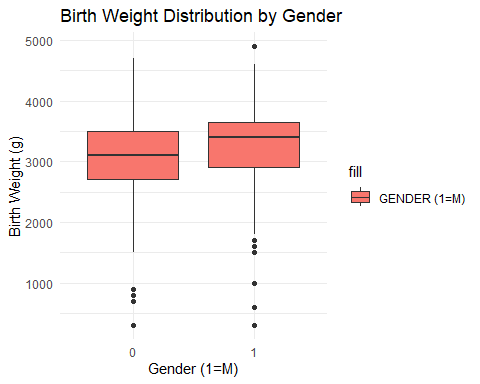 Birth Weight Distribution by Gender
Birth Weight (g)
5000
4000
3000
2000
1000
0 1
Gender (1=M)
fill
GENDER (1=M)